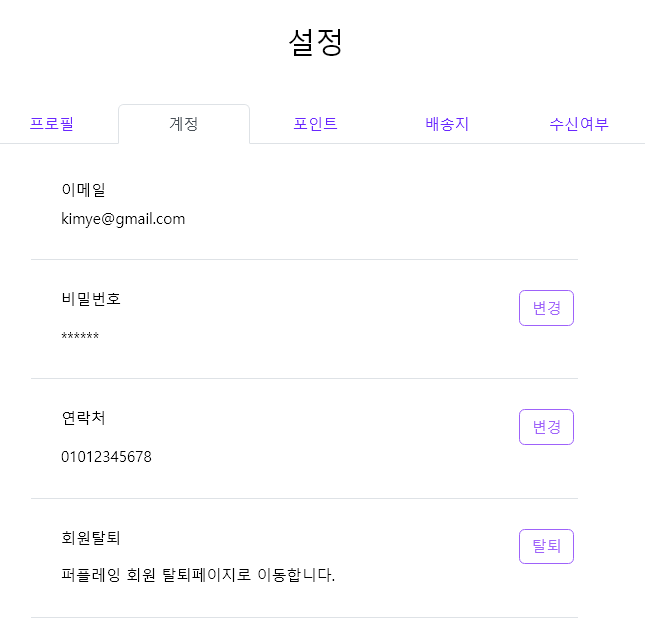 설정
프로필 계정 포인트 배송지 수신여부
이메일
kimye@gmail.com
비밀번호
변경
******
연락처
변경
01012345678
회원탈퇴
탈퇴
퍼플레잉 회원 탈퇴페이지로 이동합니다.